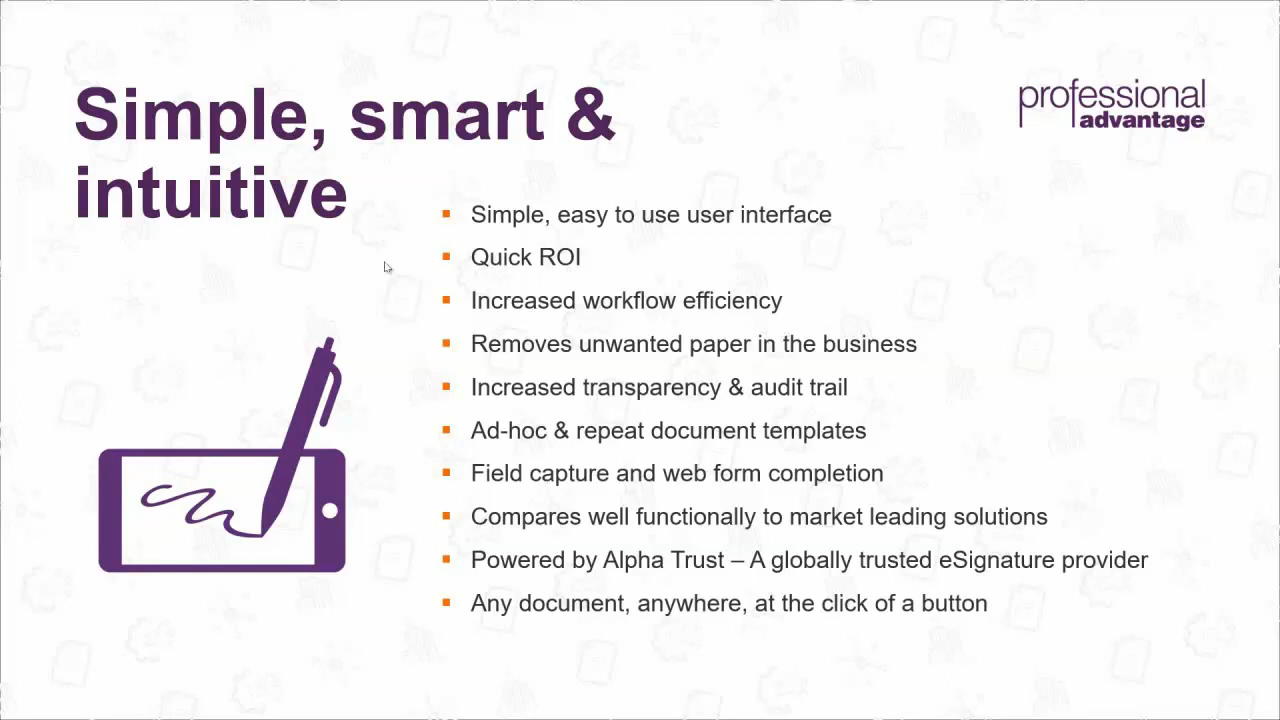 Simple, smart &
intuitive
professional
advantage
Simple, easy to use user interface
Quick ROI
Increased workflow efficiency
Removes unwanted paper in the business
Increased transparency & audit trail
Ad-hoc & repeat document templates
Field capture and web form completion
Compares well functionally to market leading solutions
Powered by Alpha Trust – A globally trusted eSignature provider
Any document, anywhere, at the click of a button